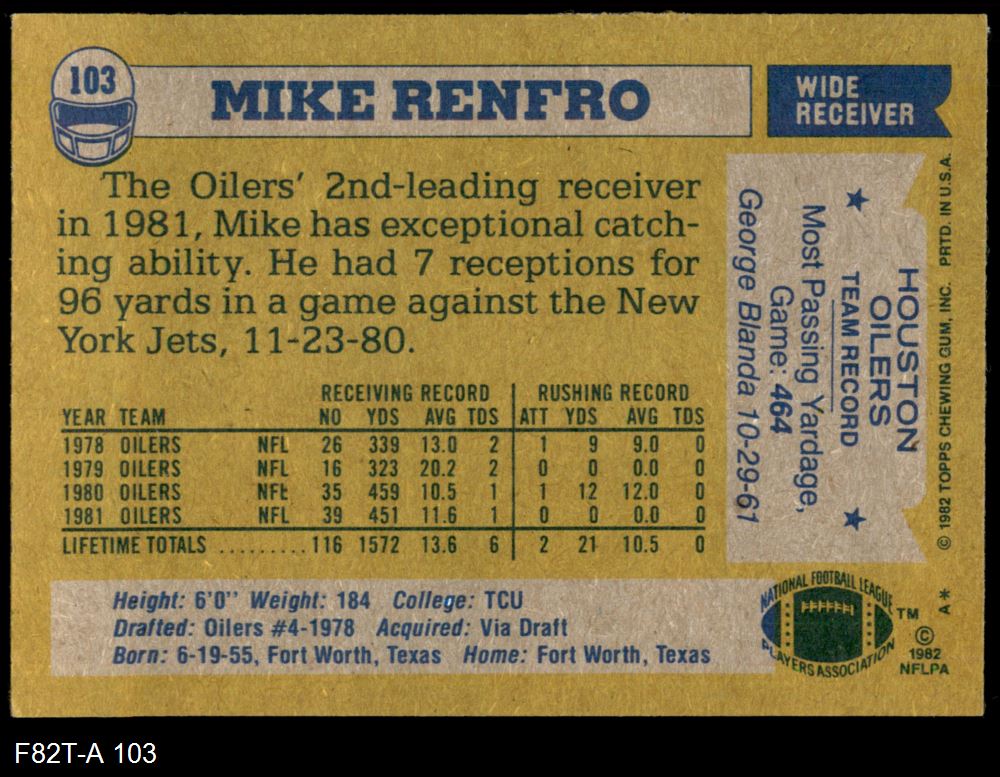 103
MIKE RENFRO
WIDE
RECEIVER
The Oilers' 2nd-leading receiver
in 1981, Mike has exceptional catch-
ing ability. He had 7 receptions for
96 yards in a game against the New
York Jets, 11-23-80.
RECEIVING RECORD RUSHING RECORD
YEAR TEAM NO YDS AVG TDS ATT YDS AVG TDS
1978 OILERS NFL 26 339 13.0 2 1 9 9.0 0
1979 OILERS NFL 16 323 20.2 2 0 0 0.0 0
1980 OILERS NFL 35 459 10.5 1 1 12 12.0 0
1981 OILERS NFL 39 451 11.6 1 0 0 0.0 0
LIFETIME TOTALS .........116 1572 13.6 6 2 21 10.5 0
HOUSTON
OILERS
TEAM RECORD
Most Passing Yardage,
Game: 464
George Blanda 10-29-61
© 1982 TOPPS CHEWING GUM, INC. PRTD. IN U.S.A.
A*
Height: 6'0" Weight: 184 College: TCU
Drafted: Oilers #4-1978 Acquired: Via Draft
Born: 6-19-55, Fort Worth, Texas Home: Fort Worth, Texas
NATIONAL FOOTBALL LEAGUE
PLAYERS ASSOCIATION
TM
©
1982
NFLPA
F82T-A 103